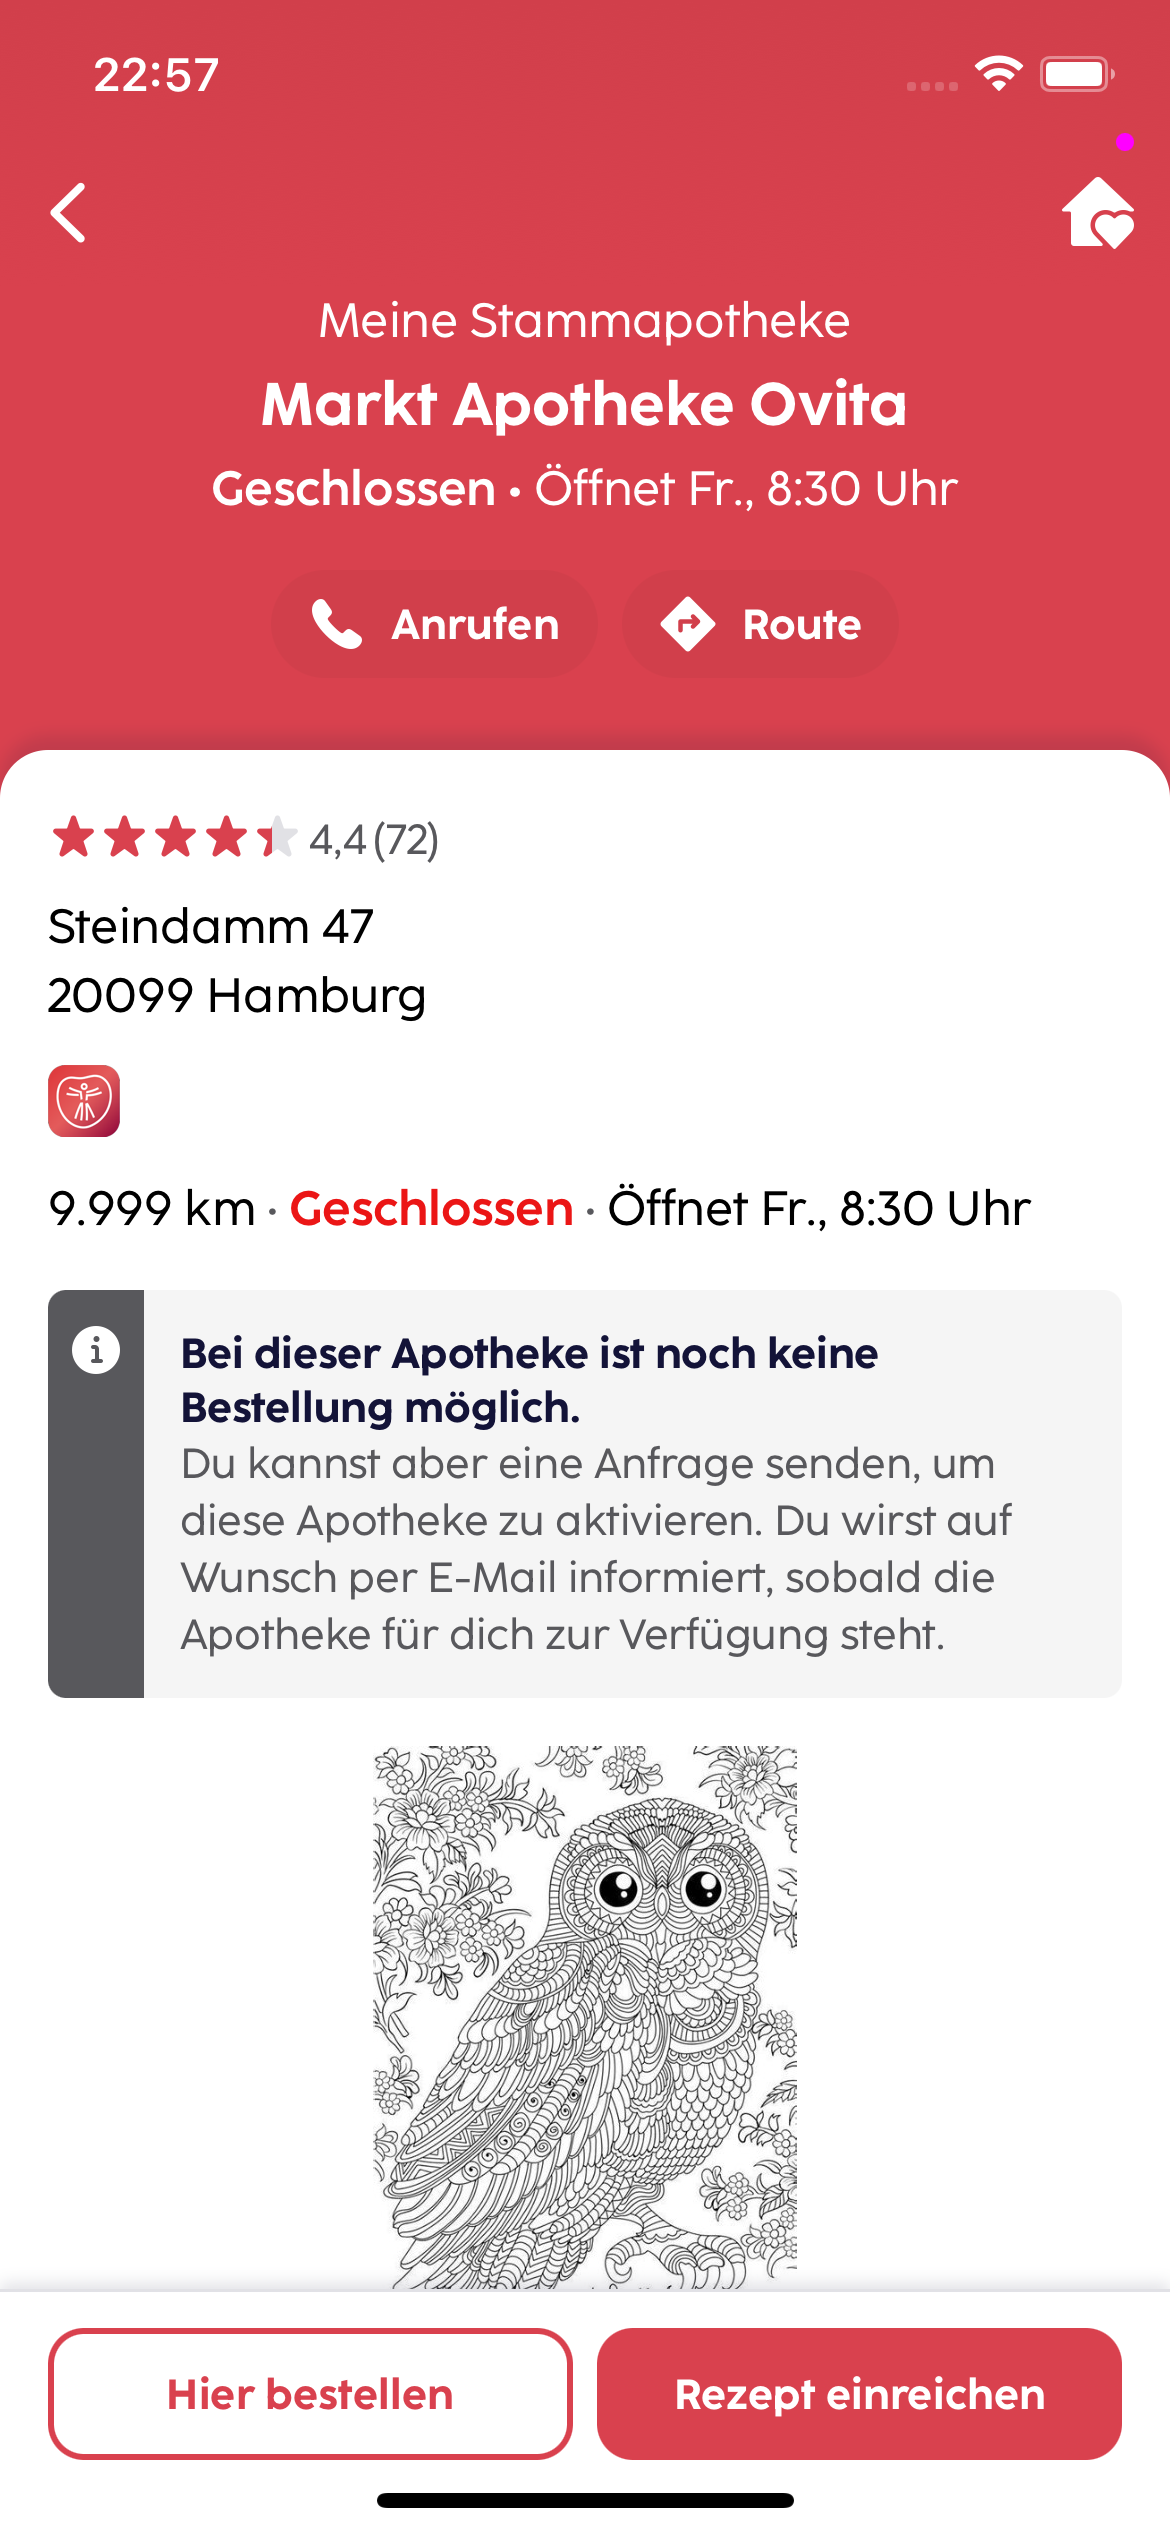 22:57
Meine Stammapotheke
Markt Apotheke Ovita
Geschlossen • Öffnet Fr., 8:30 Uhr
Anrufen
Route
4,4 (72)
Steindamm 47
20099 Hamburg
9.999 km · Geschlossen · Öffnet Fr., 8:30 Uhr
Bei dieser Apotheke ist noch keine
Bestellung möglich.
Du kannst aber eine Anfrage senden, um
diese Apotheke zu aktivieren. Du wirst auf
Wunsch per E-Mail informiert, sobald die
Apotheke für dich zur Verfügung steht.
Hier bestellen
Rezept einreichen